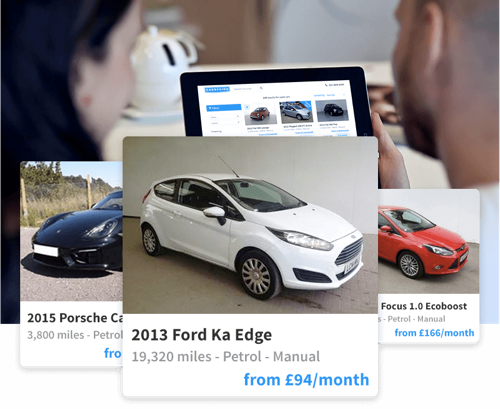 2015 Porsche Ca
3,800 miles - Petrol
fro
2013 Ford Ka Edge
19,320 miles - Petrol - Manual
from £94/month
Focus 1.0 Ecoboost
s - Petrol - Manual
from £166/month